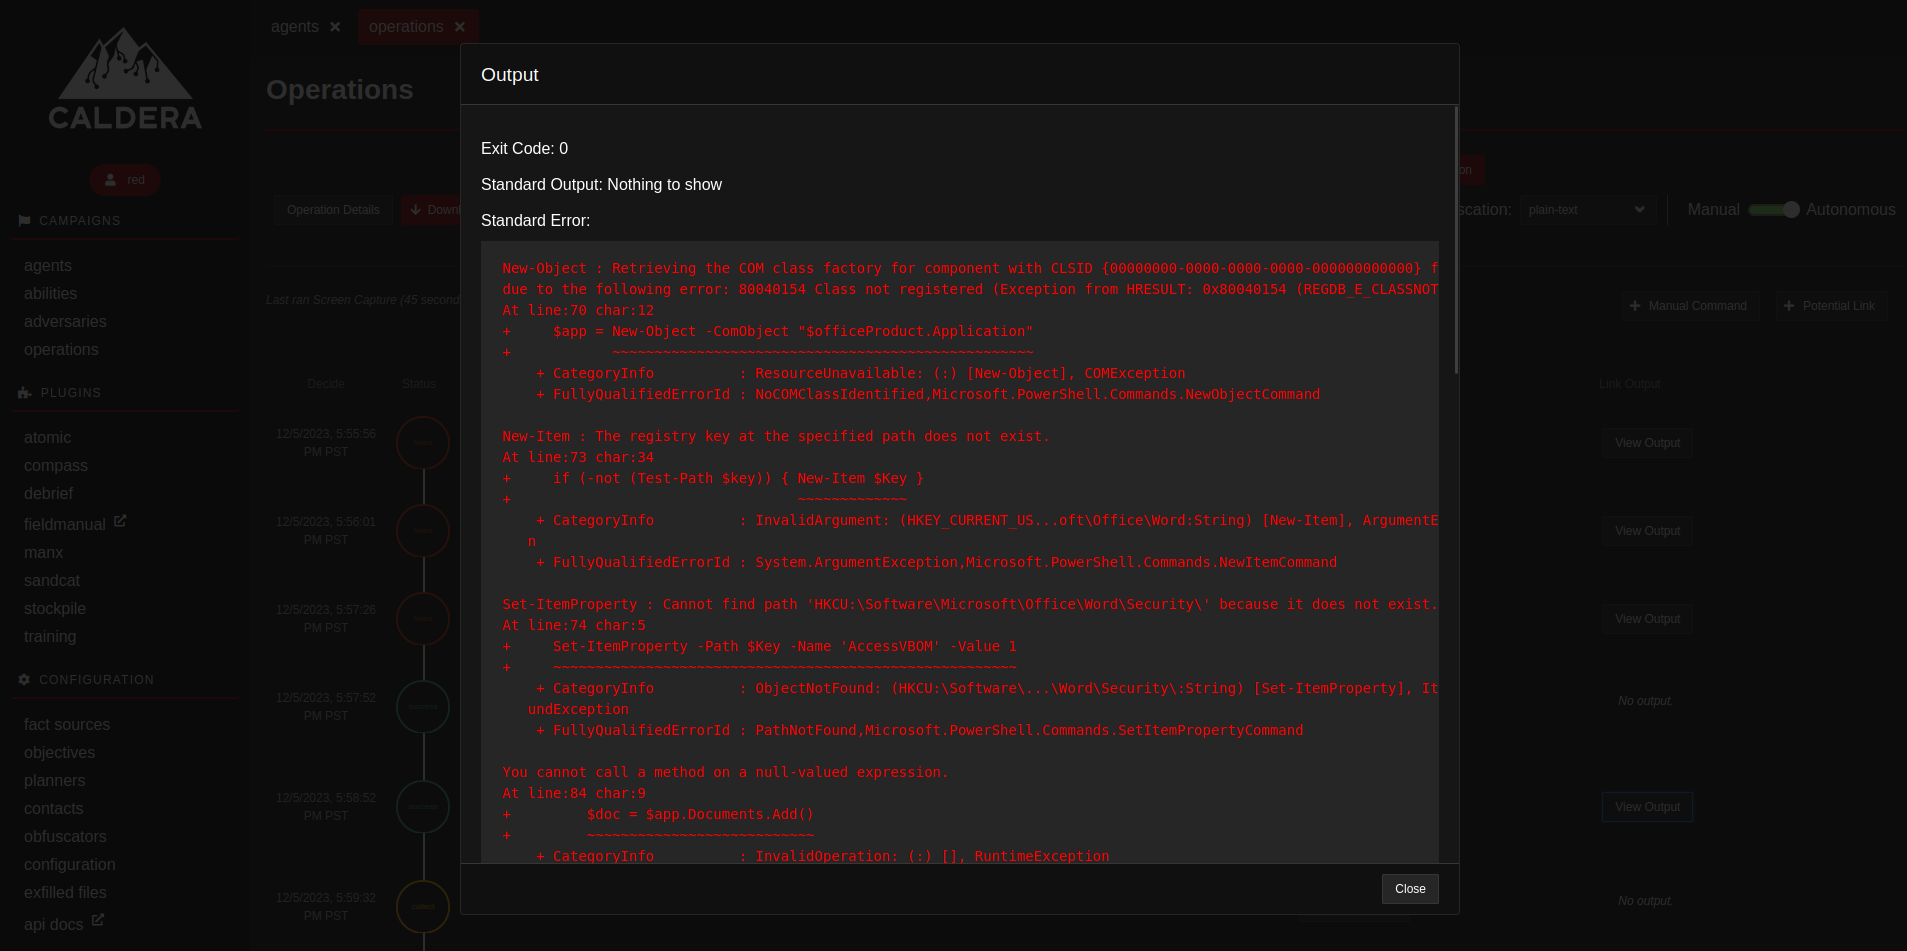 CALDERA
red
CAMPAIGNS
agents
abilities
adversaries
operations
PLUGINS
atomic
compass
debrief
fieldmanual
manx
sandcat
stockpile
training
CONFIGURATION
fact sources
objectives
planners
contacts
obfuscators
configuration
exfilled files
api docs
agents
operations
Operations
Operation Details
Last ran Screen Capture (45
plain-text
Manual
Autonomous
Manual Command
Potential Link
Decide
Status
Link Output
12/5/2023, 5:55:56
PM PST
View Output
12/5/2023, 5:56:01
PM PST
View Output
12/5/2023, 5:57:26
PM PST
View Output
12/5/2023, 5:57:52
PM PST
success
No output.
12/5/2023, 5:58:52
PM PST
success
View Output
12/5/2023, 5:59:32
PM PST
collect
No output.
Output
Exit Code: 0
Standard Output: Nothing to show
Standard Error:
New-Object : Retrieving the COM class factory for component with CLSID {00000000-0000-0000-0000-000000000000} f
due to the following error: 80040154 Class not registered (Exception from HRESULT: 0x80040154 (REGDB_E_CLASSNOT
At line:70 char:12
+     $app = New-Object -ComObject "$officeProduct.Application"
+            ~~~~~~~~~~~~~~~~~~~~~~~~~~~~~~~~~~~~~~~~~~~~~~~~~~
    + CategoryInfo          : ResourceUnavailable: (:) [New-Object], COMException
    + FullyQualifiedErrorId : NoCOMClassIdentified,Microsoft.PowerShell.Commands.NewObjectCommand
New-Item : The registry key at the specified path does not exist.
At line:73 char:34
+     if (-not (Test-Path $key)) { New-Item $Key }
+                                  ~~~~~~~~~~~~~
    + CategoryInfo          : InvalidArgument: (HKEY_CURRENT_US...oft\Office\Word:String) [New-Item], ArgumentE
   n
    + FullyQualifiedErrorId : System.ArgumentException,Microsoft.PowerShell.Commands.NewItemCommand
Set-ItemProperty : Cannot find path 'HKCU:\Software\Microsoft\Office\Word\Security\' because it does not exist.
At line:74 char:5
+     Set-ItemProperty -Path $Key -Name 'AccessVBOM' -Value 1
+     ~~~~~~~~~~~~~~~~~~~~~~~~~~~~~~~~~~~~~~~~~~~~~~~~~~~~~~~
    + CategoryInfo          : ObjectNotFound: (HKCU:\Software\...\Word\Security\:String) [Set-ItemProperty], It
   undException
    + FullyQualifiedErrorId : PathNotFound,Microsoft.PowerShell.Commands.SetItemPropertyCommand
You cannot call a method on a null-valued expression.
At line:84 char:9
+         $doc = $app.Documents.Add()
+         ~~~~~~~~~~~~~~~~~~~~~~~~~~~
    + CategoryInfo          : InvalidOperation: (:) [], RuntimeException
Close